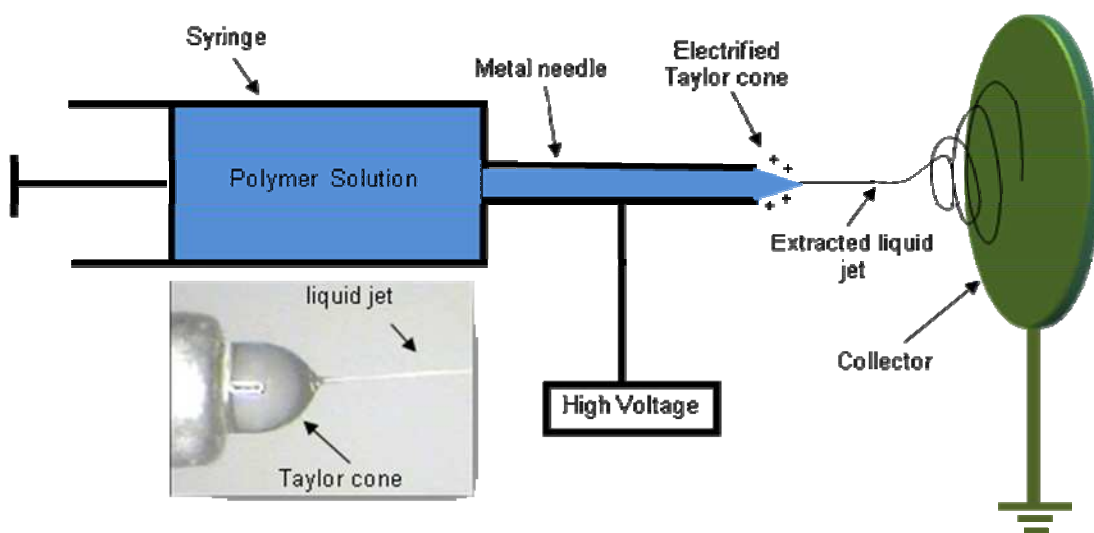 Syringe
Metal needle
Electrified
Taylor cone
Polymer Solution
Extracted liquid
jet
liquid jet
Taylor cone
High Voltage
Collector